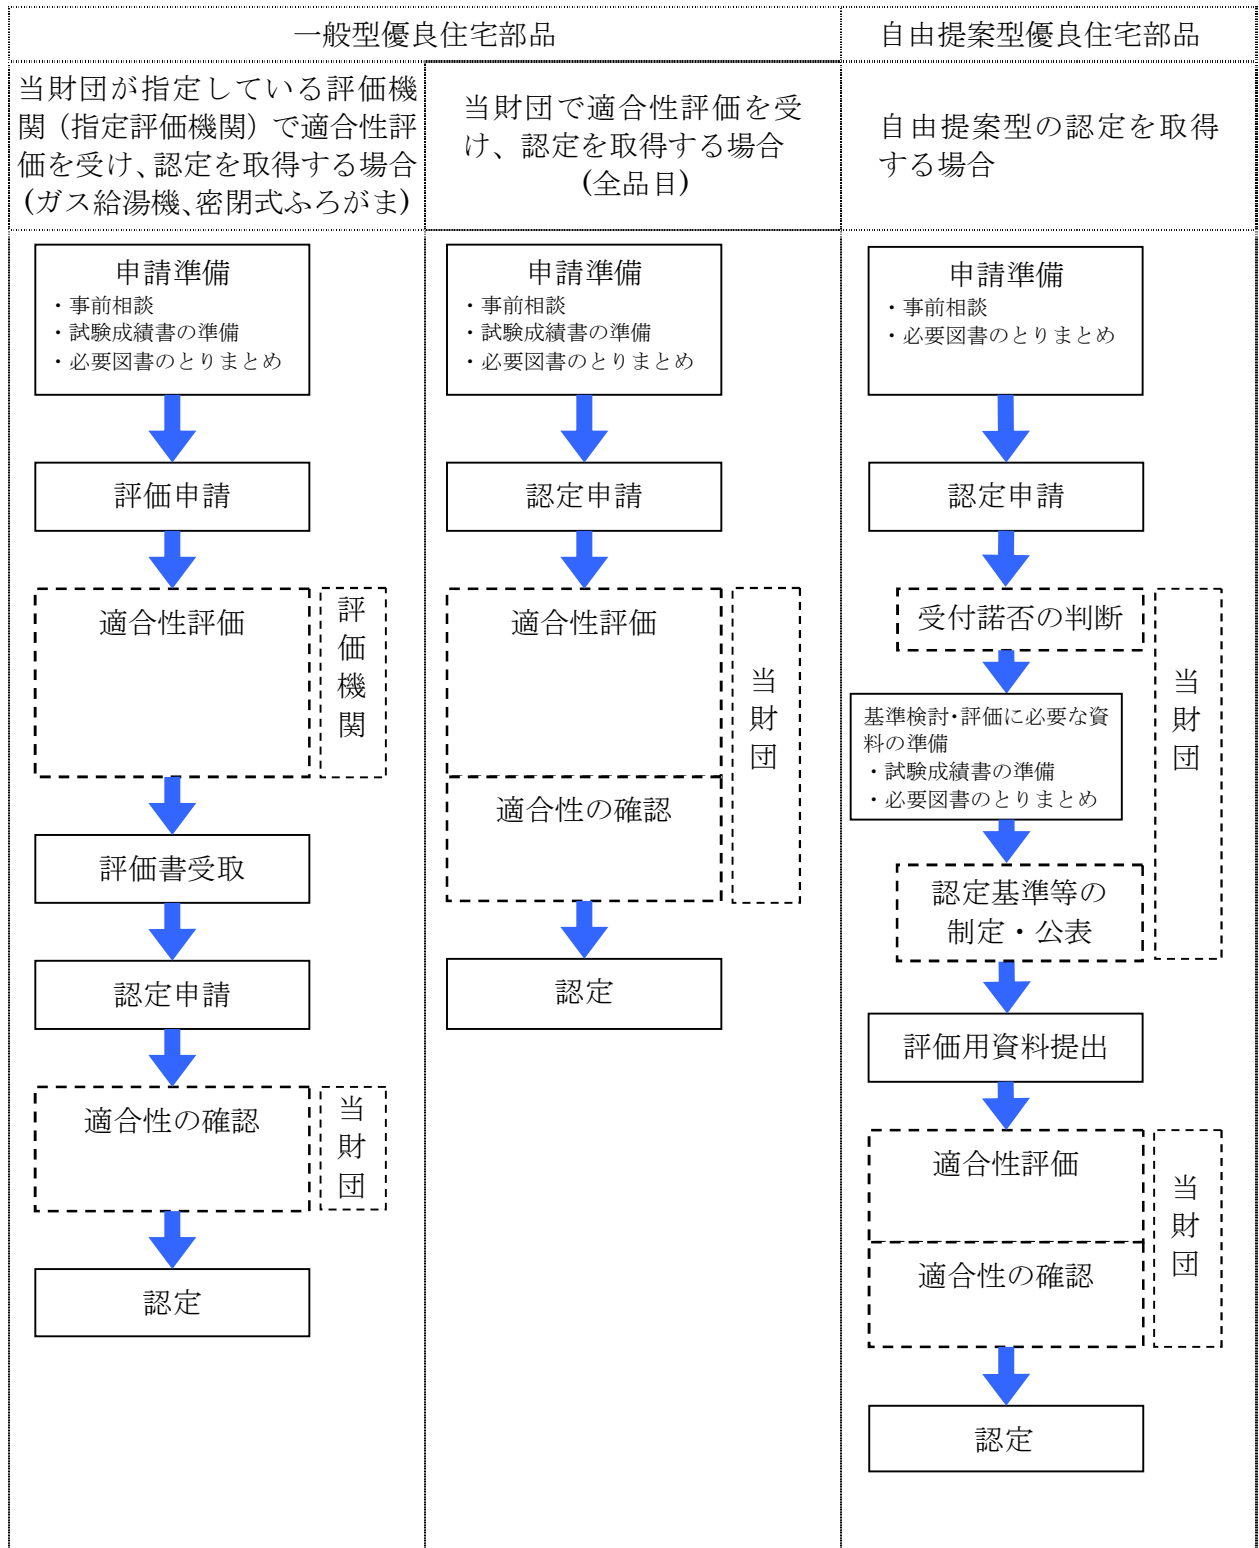 一般型優良住宅部品
自由提案型優良住宅部品
当財団が指定している評価機
関（指定評価機関）で適合性評
価を受け、認定を取得する場合
(ガス給湯機、密閉式ふろがま)
当財団で適合性評価を受
け、認定を取得する場合
(全品目)
自由提案型の認定を取得
する場合
申請準備
・事前相談
・試験成績書の準備
・必要図書のとりまとめ
評価申請
適合性評価
評
価
機
関
評価書受取
認定申請
適合性の確認
当
財
団
認定
申請準備
・事前相談
・試験成績書の準備
・必要図書のとりまとめ
認定申請
適合性評価
適合性の確認
当
財
団
認定
申請準備
・事前相談
・必要図書のとりまとめ
認定申請
受付諾否の判断
基準検討・評価に必要な資
料の準備
・試験成績書の準備
・必要図書のとりまとめ
認定基準等の
制定・公表
当
財
団
評価用資料提出
適合性評価
適合性の確認
当
財
団
認定